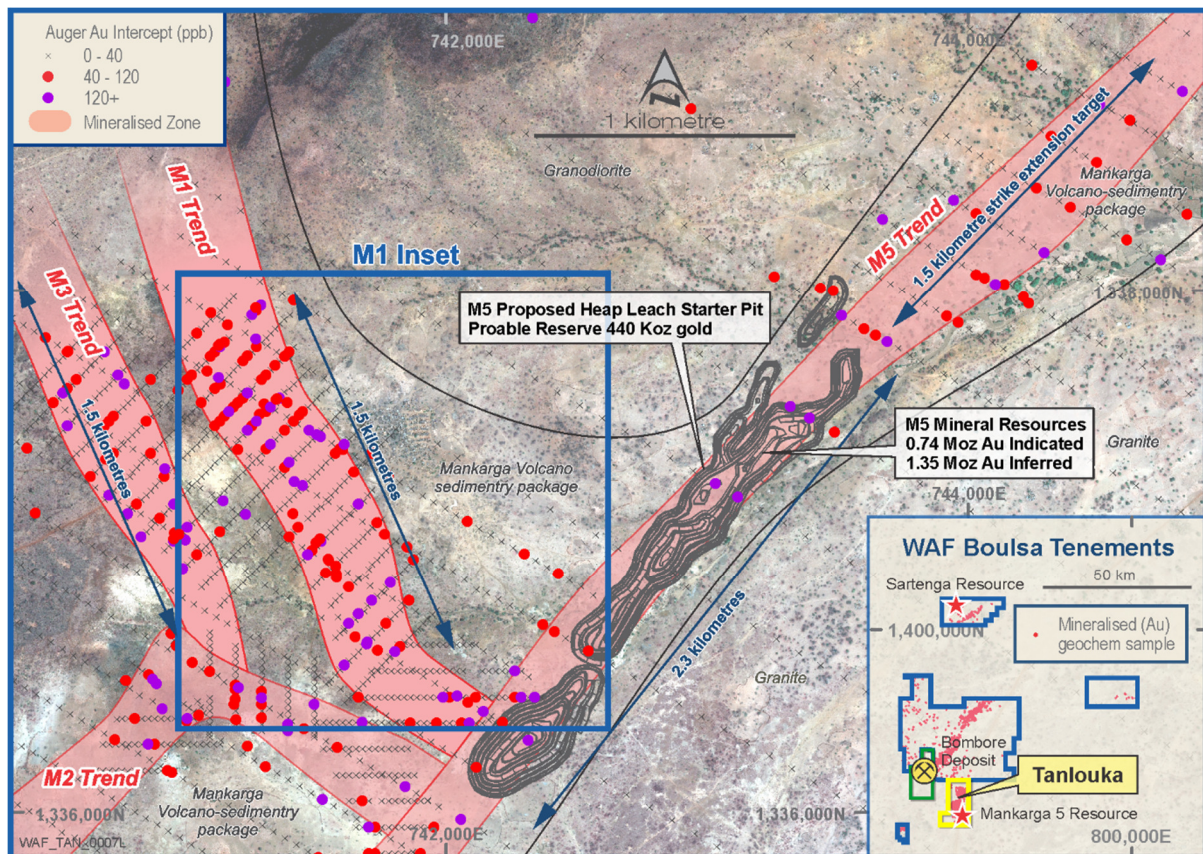 Auger Au Intercept (ppb)
0 - 40
40 - 120
120+
Mineralised Zone
742,000E
744,000E
1 kilometre
Granodiorite
M1 Trend
M3 Trend
M1 Inset
M5 Trend
1.5 kilometre strike extension target
Mankarga
Volcano-sedimentry
package
1,338,000N
1,338,000N
M5 Proposed Heap Leach Starter Pit
Proable Reserve 440 Koz gold
1.5 kilometres
1.5 kilometres
M5 Mineral Resources
0.74 Moz Au Indicated
1.35 Moz Au Inferred
Granite
Mankarga Volcano
sedimentry package
744,000E
2.3 kilometres
Granite
M2 Trend
Mankarga
Volcano-sedimentry
package
1,336,000N
1,336,000N
742,000E
WAF_TAN_0007L
WAF Boulsa Tenements
Sartenga Resource
50 km
1,400,000N
Mineralised (Au)
geochem sample
Bombore
Deposit
Tanlouka
Mankarga 5 Resource
800,000E